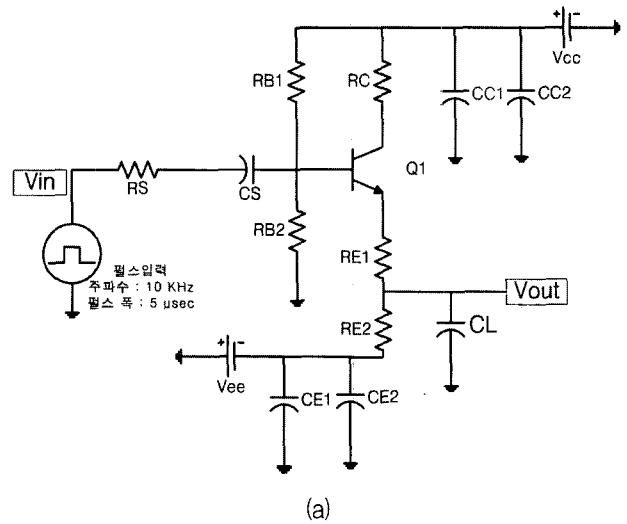 + -
Vcc
RB1
RC
CC1
CC2
Vin
RS
CS
Q1
RB2
RE1
펄스입력
주파수 : 10 KHz
펄스 폭 : 5 μsec
Vout
RE2
CL
+ -
Vee
CE1
CE2
(a)